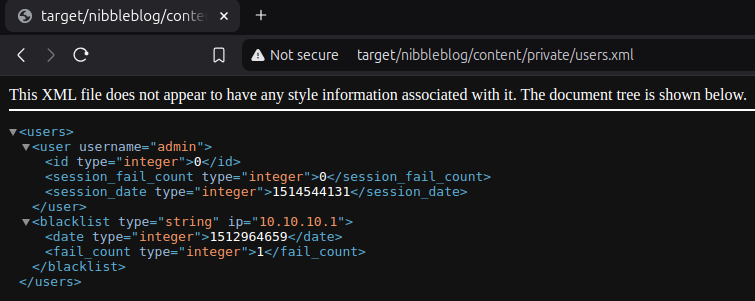 target/nibbleblog/conte
Not secure target/nibbleblog/content/private/users.xml
This XML file does not appear to have any style information associated with it. The document tree is shown below.
<users>
<user username="admin">
<id type="integer">0</id>
<session_fail_count type="integer">0</session_fail_count>
<session_date type="integer">1514544131</session_date>
</user>
<blacklist type="string" ip="10.10.10.1">
<date type="integer">1512964659</date>
<fail_count type="integer">1</fail_count>
</blacklist>
</users>